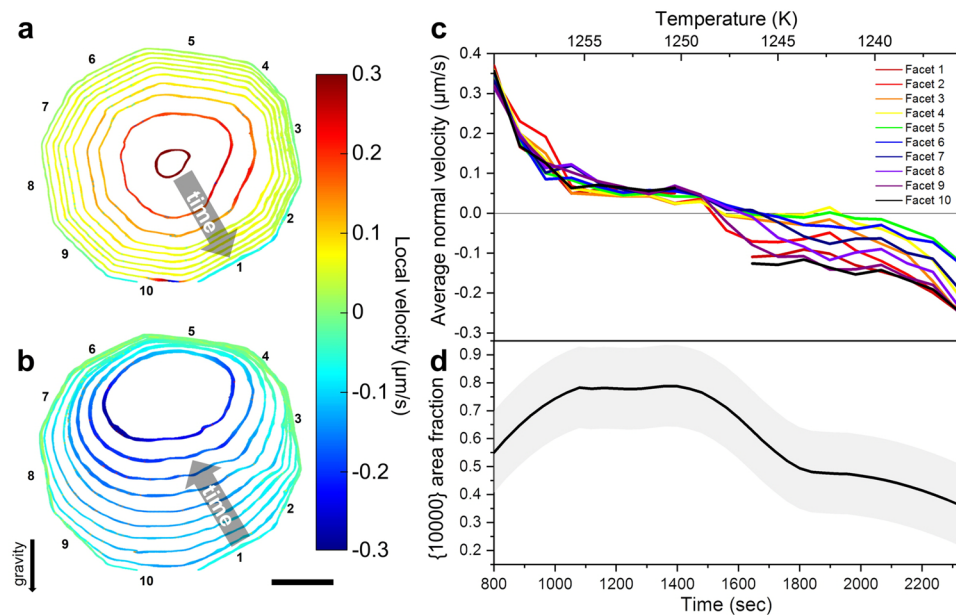 a
5
6
4
7
3
8
time
2
9
1
10
b
5
6
4
7
3
8
time
2
9
1
10
gravity
0.3
0.2
0.1
0
-0.1
-0.2
-0.3
Local velocity (µm/s)
c
Temperature (K)
1255 1250 1245 1240
Average normal velocity (µm/s)
0.4
0.3
0.2
0.1
0.0
-0.1
-0.2
-0.3
Facet 1
Facet 2
Facet 3
Facet 4
Facet 5
Facet 6
Facet 7
Facet 8
Facet 9
Facet 10
d
{10000} area fraction
0.9
0.8
0.7
0.6
0.5
0.4
0.3
0.2
800 1000 1200 1400 1600 1800 2000 2200
Time (sec)